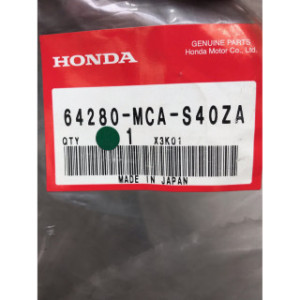 GENUINE PARTS
HONDA Honda Motor Co., Ltd.
64280-MCA-S40ZA
QTY 1 X3K01
MADE IN JAPAN